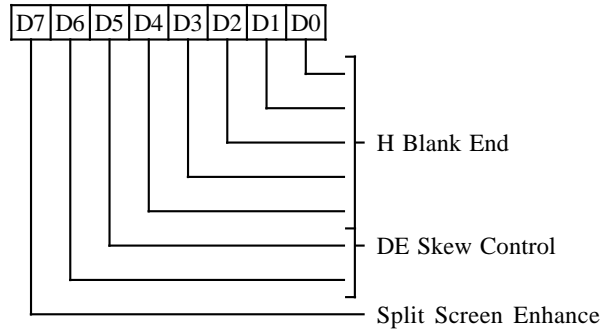 D7 D6 D5 D4 D3 D2 D1 D0
H Blank End
DE Skew Control
Split Screen Enhance